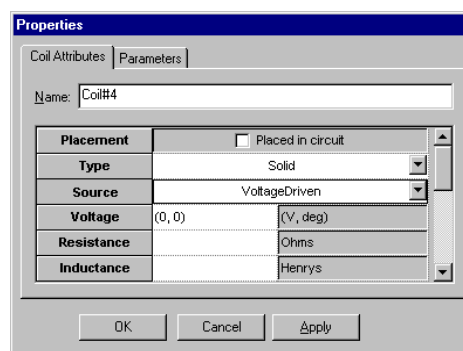 Properties
Coil Attributes Parameters
Name: Coil#4
Placement Placed in circuit
Type Solid
Source VoltageDriven
Voltage (0, 0) (V, deg)
Resistance Ohms
Inductance Henrys
OK Cancel Apply